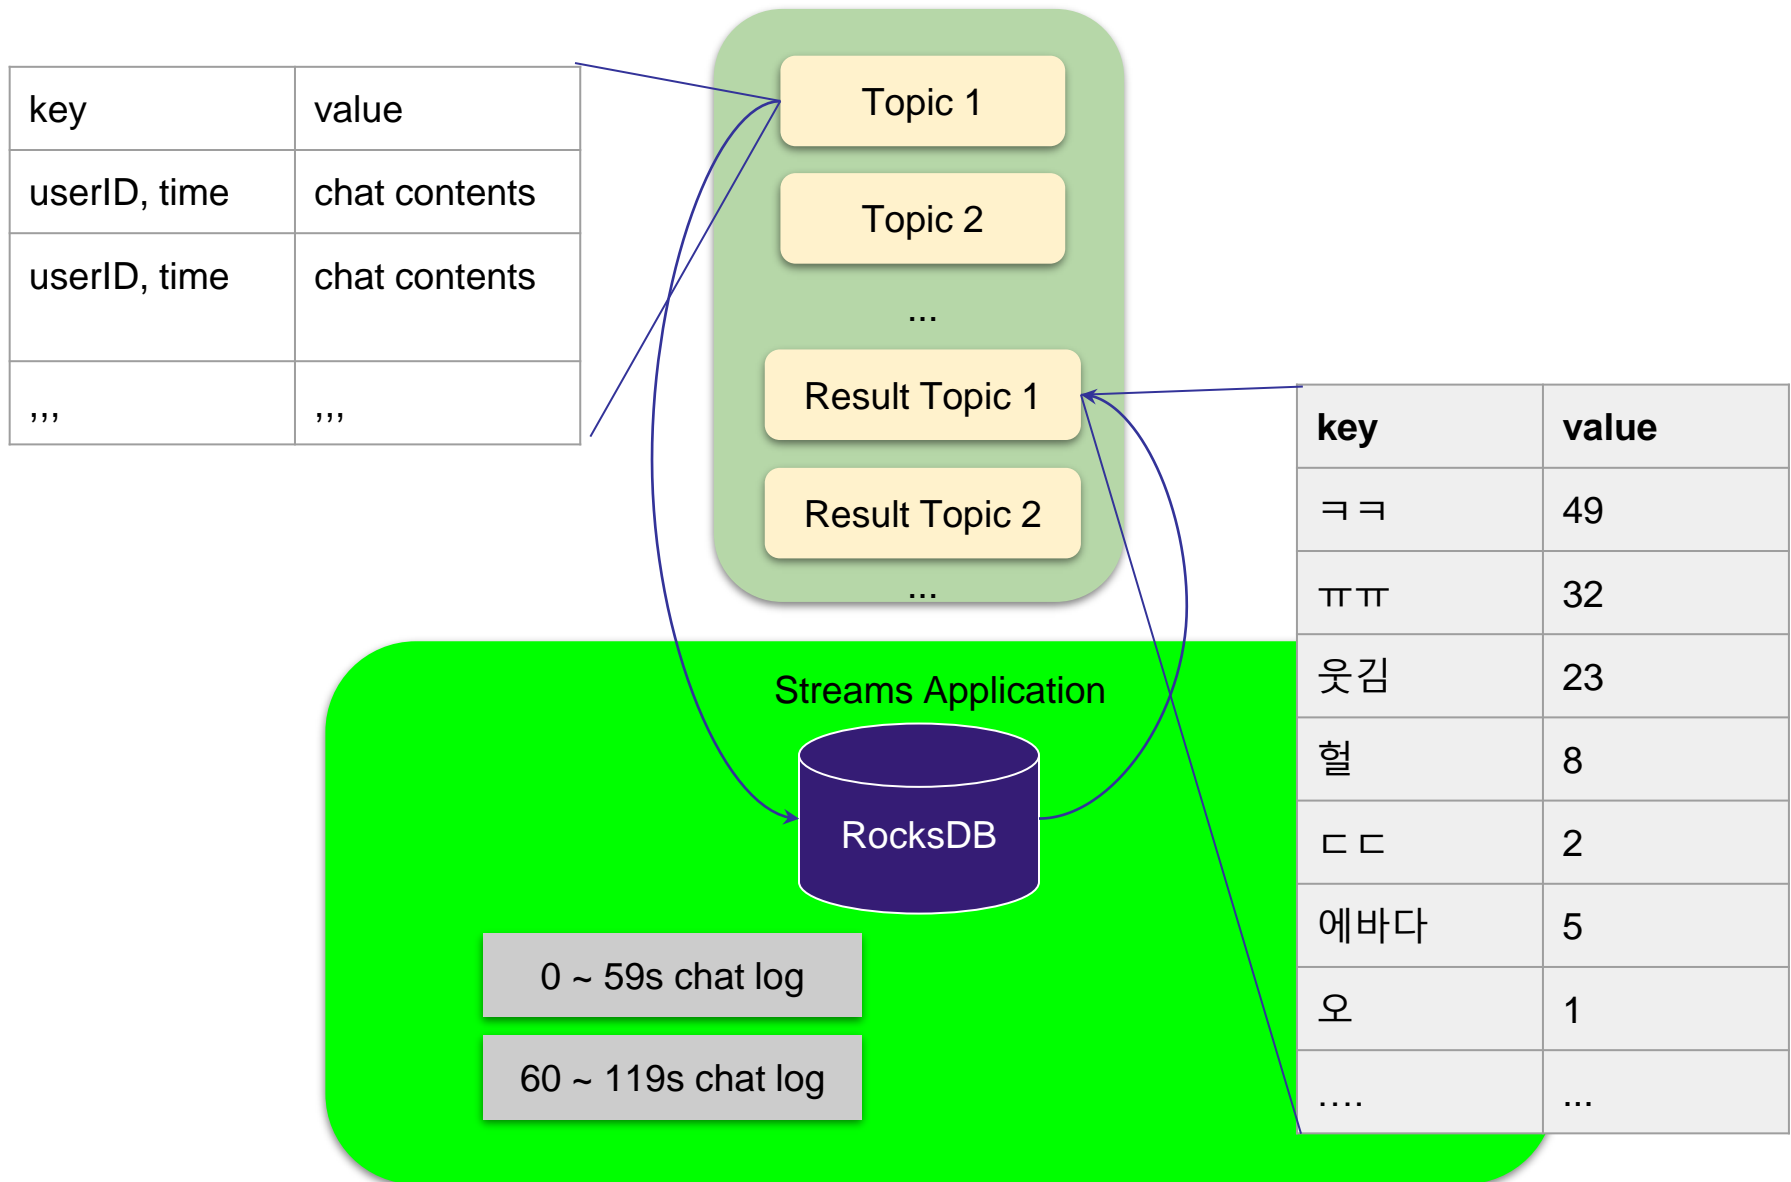 key value
userID, time chat contents
userID, time chat contents
,,, ,,,
Topic 1
Topic 2
...
Result Topic 1
Result Topic 2
...
Streams Application
RocksDB
0 ~ 59s chat log
60 ~ 119s chat log
key value
ㅋㅋ 49
ㅠㅠ 32
웃김 23
헐 8
ㄷㄷ 2
에바다 5
오 1
.... ...